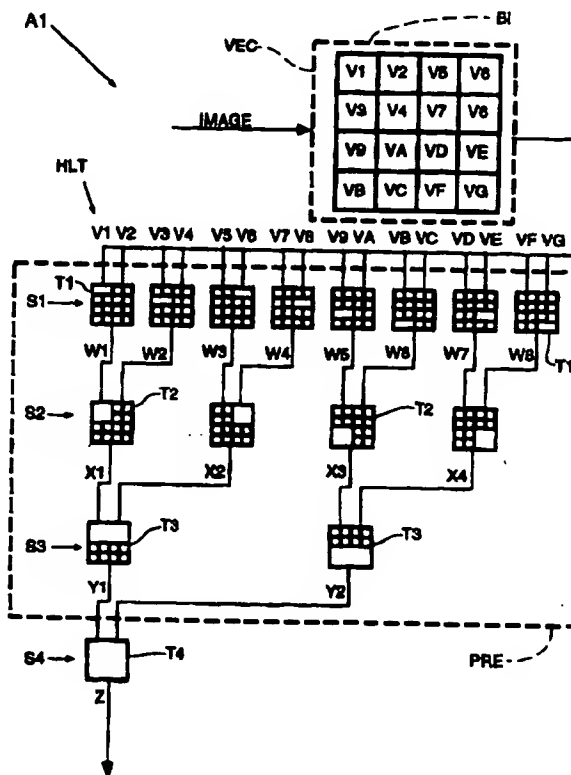 A1
BI
VEC
V1 V2 V5 V6
IMAGE
V3 V4 V7 V8
V9 VA VD VE
VB VC VF VG
HLT
V1 V2 V3 V4 V5 V6 V7 V8 V9 VA VB VC VD VE VF VG
T1
S1
W1 W2 W3 W4 W5 W6 W7 W8 T1
S2 T2 T2
X1 X2 X3 X4
S3 T3 T3
Y1 Y2
S4 T4 PRE
Z